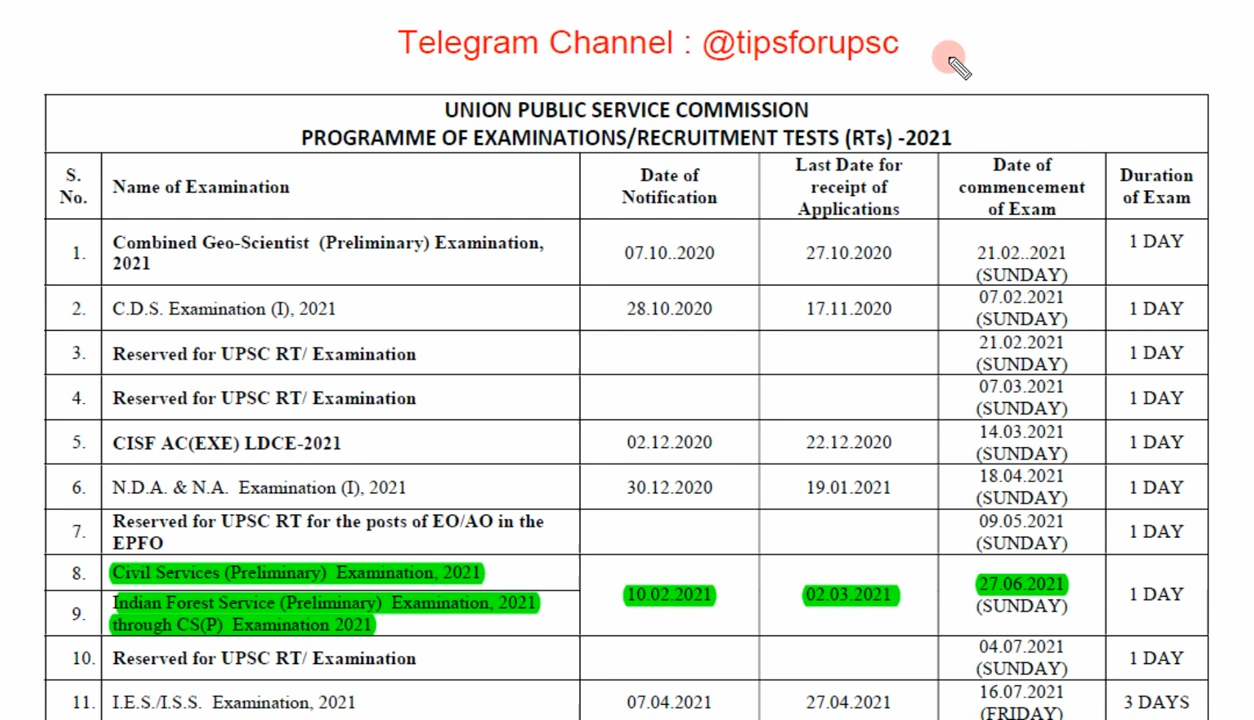 Telegram Channel : @tipsforupsc
UNION PUBLIC SERVICE COMMISSION
PROGRAMME OF EXAMINATIONS/RECRUITMENT TESTS (RTs) -2021
S. No. Name of Examination Date of Notification Last Date for receipt of Applications Date of commencement of Exam Duration of Exam
1. Combined Geo-Scientist (Preliminary) Examination, 2021 07.10..2020 27.10.2020 21.02..2021 (SUNDAY) 1 DAY
2. C.D.S. Examination (I), 2021 28.10.2020 17.11.2020 07.02.2021 (SUNDAY) 1 DAY
3. Reserved for UPSC RT/ Examination 21.02.2021 (SUNDAY) 1 DAY
4. Reserved for UPSC RT/ Examination 07.03.2021 (SUNDAY) 1 DAY
5. CISF AC(EXE) LDCE-2021 02.12.2020 22.12.2020 14.03.2021 (SUNDAY) 1 DAY
6. N.D.A. & N.A. Examination (I), 2021 30.12.2020 19.01.2021 18.04.2021 (SUNDAY) 1 DAY
7. Reserved for UPSC RT for the posts of EO/AO in the EPFO 09.05.2021 (SUNDAY) 1 DAY
8. Civil Services (Preliminary) Examination, 2021 10.02.2021 02.03.2021 27.06.2021 (SUNDAY) 1 DAY
9. Indian Forest Service (Preliminary) Examination, 2021 through CS(P) Examination 2021
10. Reserved for UPSC RT/ Examination 04.07.2021 (SUNDAY) 1 DAY
11. I.E.S./I.S.S. Examination, 2021 07.04.2021 27.04.2021 16.07.2021 (FRIDAY) 3 DAYS